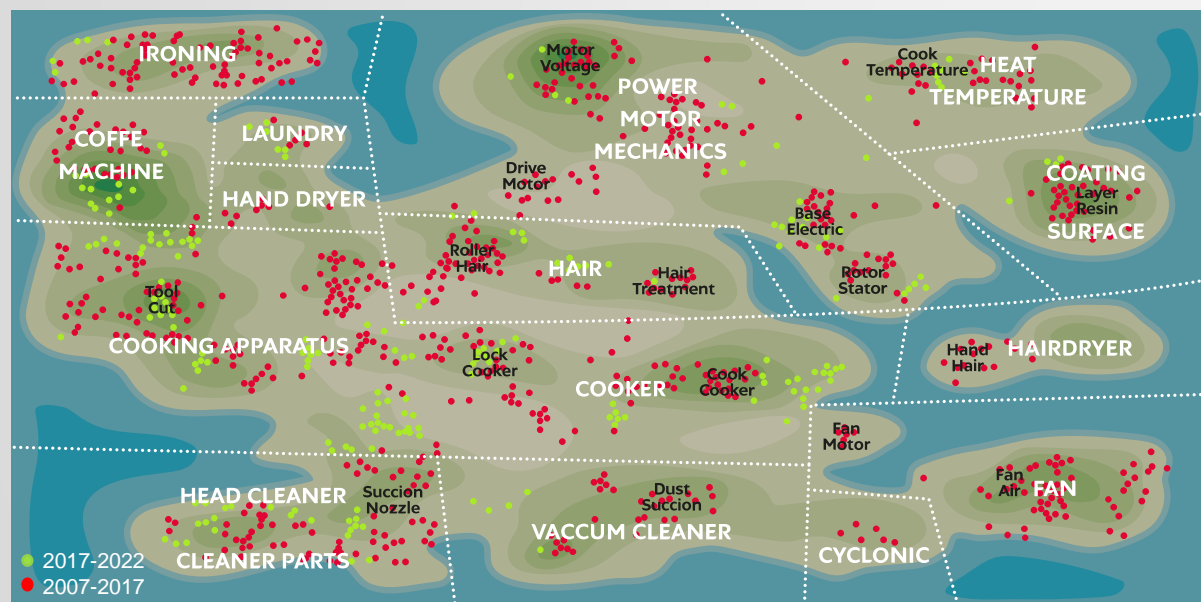 IRONING
Motor
Voltage
POWER
MOTOR
MECHANICS
Cook
Temperature
HEAT
TEMPERATURE
COFFE
MACHINE
LAUNDRY
HAND DRYER
Drive
Motor
COATING
Layer
Resin
SURFACE
Base
Electric
Roller
Hair
HAIR
Hair
Treatment
Rotor
Stator
Tool
Cut
COOKING APPARATUS
Lock
Cooker
COOKER
Cook
Cooker
Hand
Hair
HAIRDRYER
Fan
Motor
HEAD CLEANER
Succion
Nozzle
CLEANER PARTS
Dust
Succion
VACCUM CLEANER
CYCLONIC
Fan
Air
FAN
2017-2022
2007-2017